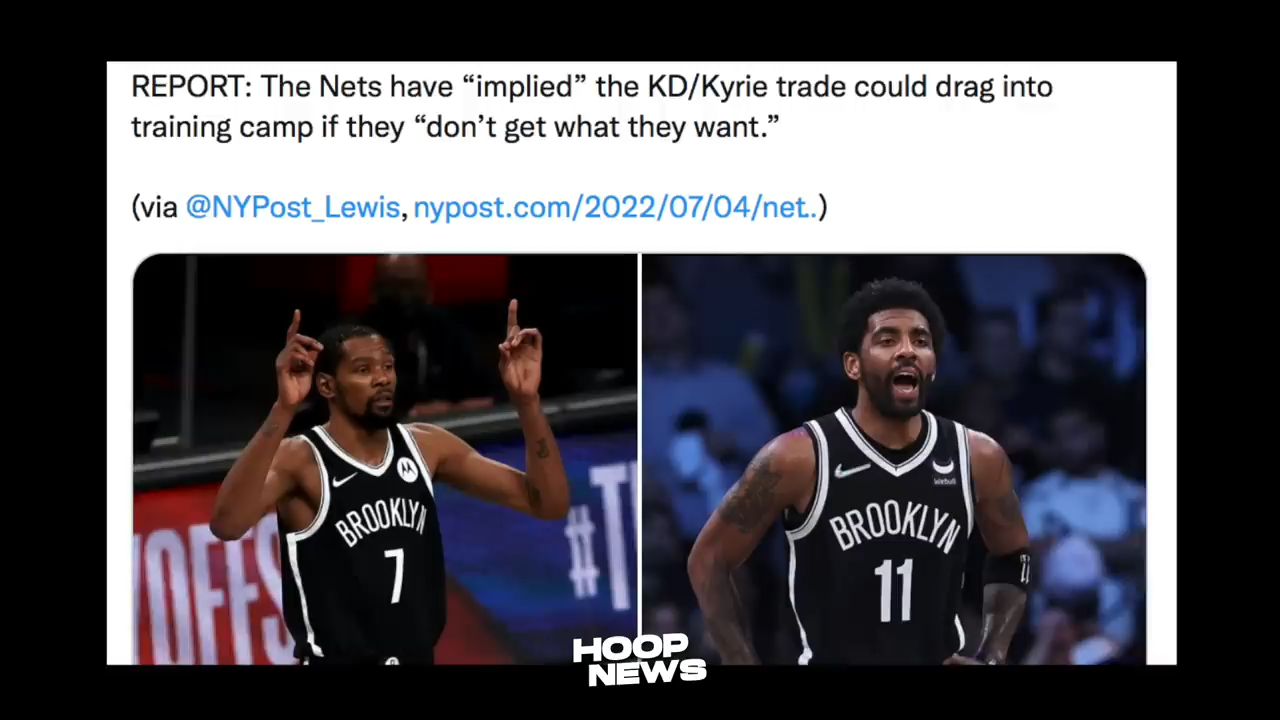 REPORT: The Nets have “implied” the KD/Kyrie trade could drag into
training camp if they “don’t get what they want.”
(via @NYPost_Lewis, nypost.com/2022/07/04/net..)
OFFS
#T
BROOKLYN
7
BROOKLYN
11
HOOP
NEWS